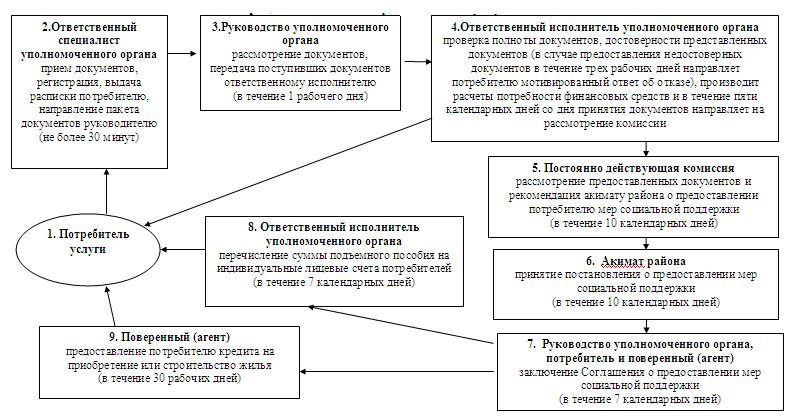 2.Ответственный
специалист
уполномоченного органа
прием документов,
регистрация, выдача
расписки потребителю,
направление пакета
документов руководителю
(не более 30 минут)
3.Руководство уполномоченного
органа
рассмотрение документов,
передача поступивших документов
ответственному исполнителю
(в течение 1 рабочего дня)
4.Ответственный исполнитель уполномоченного органа
проверка полноты документов, достоверности представленных
документов (в случае предоставления недостоверных
документов в течение трех рабочих дней направляет
потребителю мотивированный ответ об отказе), производит
расчеты потребности финансовых средств и в течение пяти
календарных дней со дня принятия документов направляет на
рассмотрение комиссии
5. Постоянно действующая комиссия
рассмотрение предоставленных документов и
рекомендация акимату района о предоставлении
потребителю мер социальной поддержки
(в течение 10 календарных дней)
1. Потребитель
услуги
8. Ответственный исполнитель
уполномоченного органа
перечисление суммы подъемного пособия на
индивидуальные лицевые счета потребителей
(в течение 7 календарных дней)
6. Акимат района
принятие постановления о предоставлении мер
социальной поддержки
(в течение 10 календарных дней)
9. Поверенный (агент)
предоставление потребителю кредита на
приобретение или строительство жилья
(в течение 30 рабочих дней)
7. Руководство уполномоченного органа,
потребитель и поверенный (агент)
заключение Соглашения о предоставлении мер
социальной поддержки
(в течение 7 календарных дней)